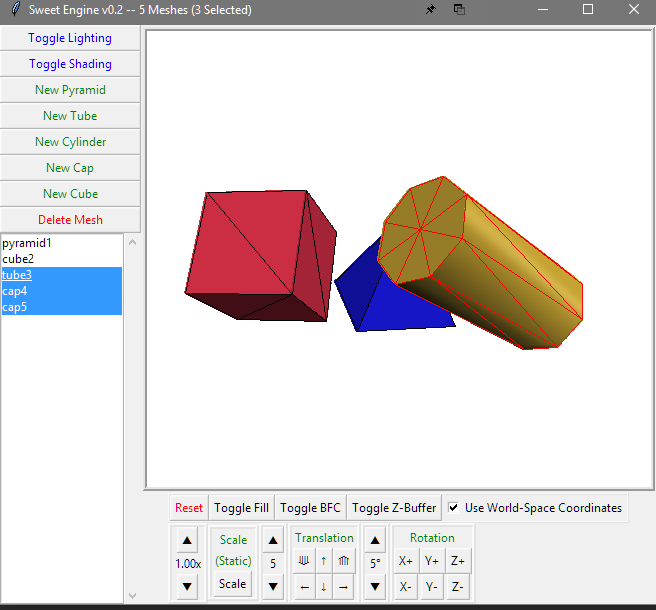 Sweet Engine v0.2 -- 5 Meshes (3 Selected)
Toggle Lighting
Toggle Shading
New Pyramid
New Tube
New Cylinder
New Cap
New Cube
Delete Mesh
pyramid1
cube2
tube3
cap4
cap5
Reset Toggle Fill Toggle BFC Toggle Z-Buffer Use World-Space Coordinates
Scale Translation Rotation
1.00x (Static) 5 ⤋ ↑ ⤊ 5° X+ Y+ Z+
Scale ← ↓ → X- Y- Z-